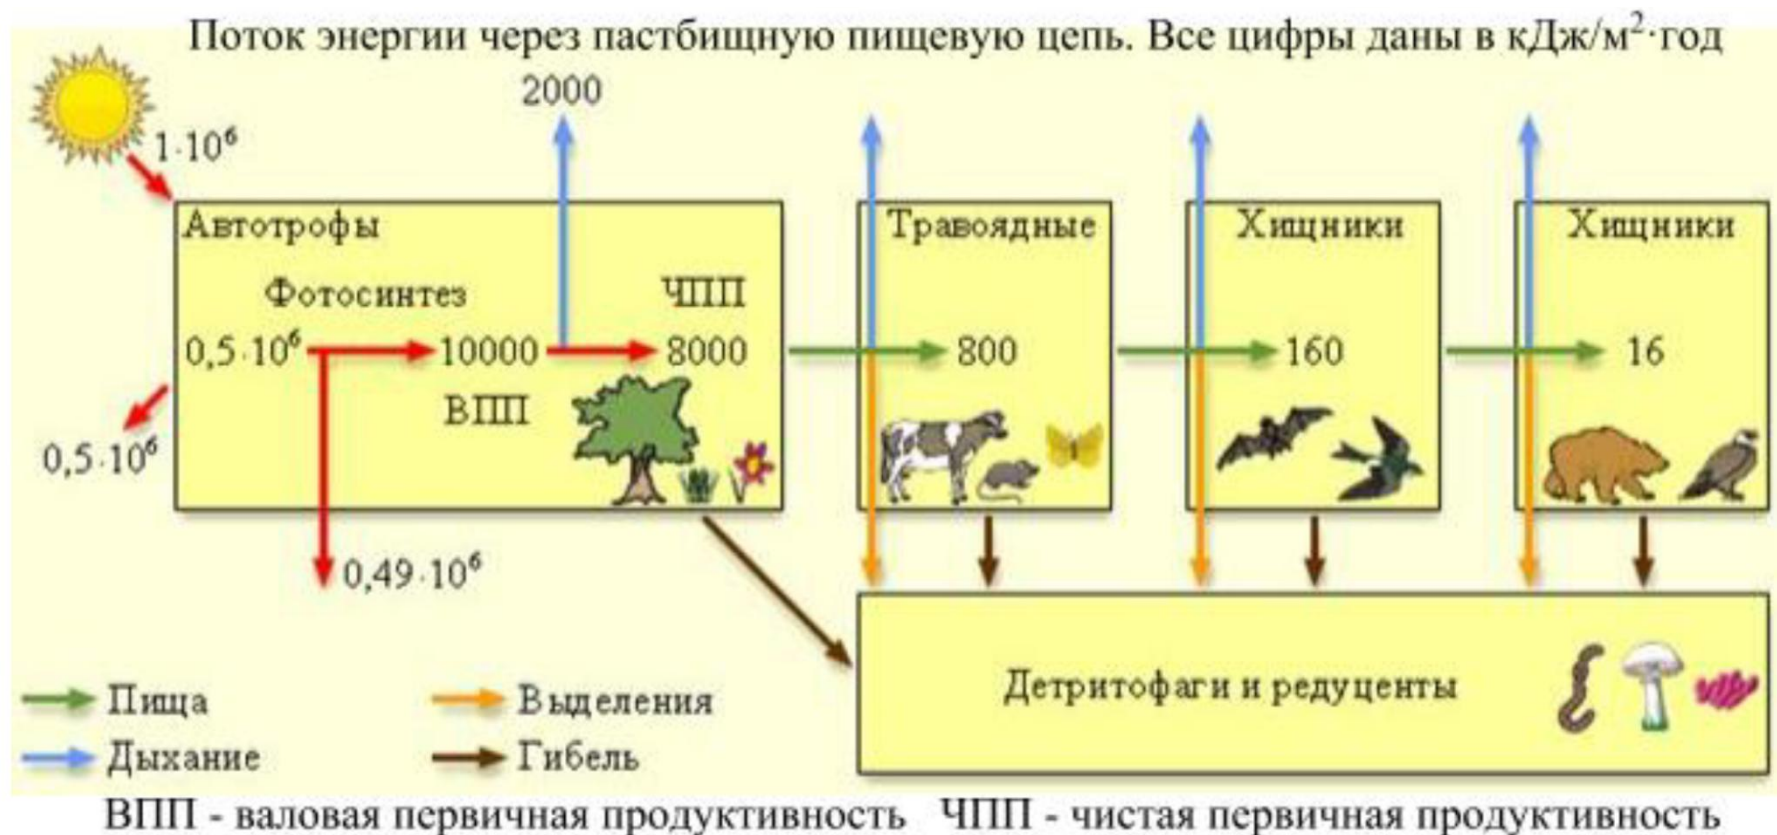 Поток энергии через пастбищную пищевую цепь. Все цифры даны в кДж/м²·год
2000
1·10⁶
Автотрофы
Травоядные
Хищники
Хищники
Фотосинтез
ЧПП
0,5·10⁶
10000
8000
800
160
16
ВПП
0,5·10⁶
0,49·10⁶
Детритофаги и редуценты
Пища
Выделения
Дыхание
Гибель
ВПП - валовая первичная продуктивность ЧПП - чистая первичная продуктивность